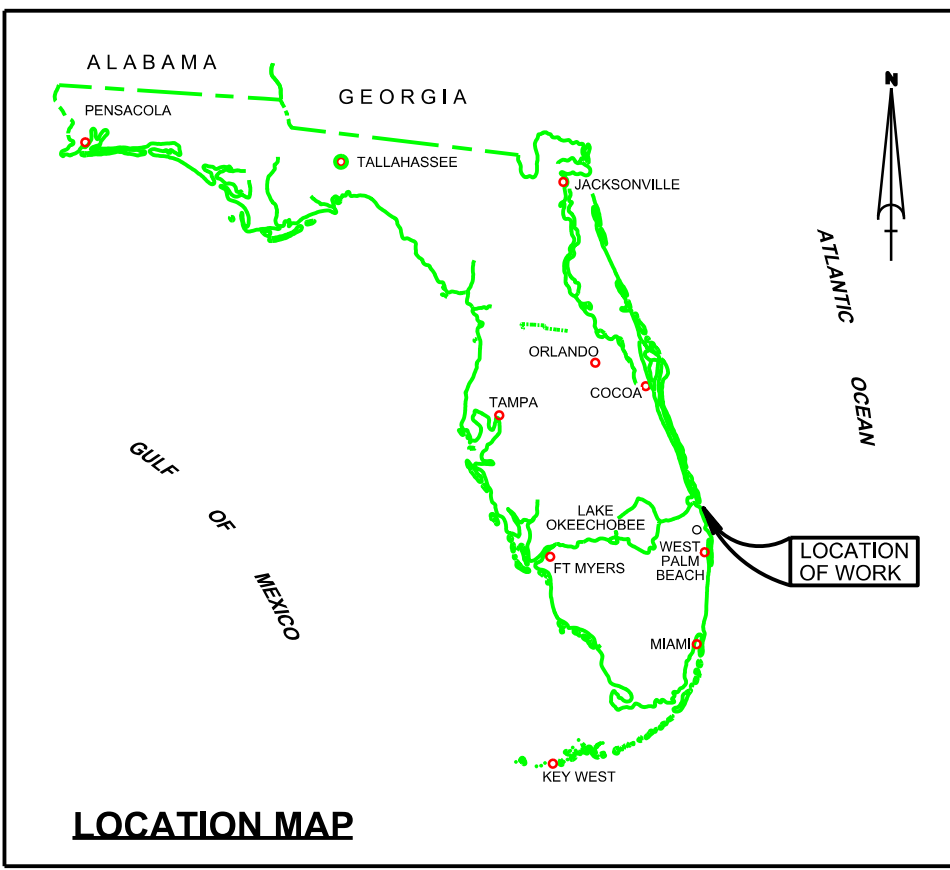 ALABAMA
N
GEORGIA
PENSACOLA
TALLAHASSEE
JACKSONVILLE
ATLANTIC
OCEAN
ORLANDO
COCOA
TAMPA
GULF
OF
MEXICO
LAKE
OKEECHOBEE
WEST
PALM
BEACH
LOCATION
OF WORK
FT MYERS
MIAMI
KEY WEST
LOCATION MAP